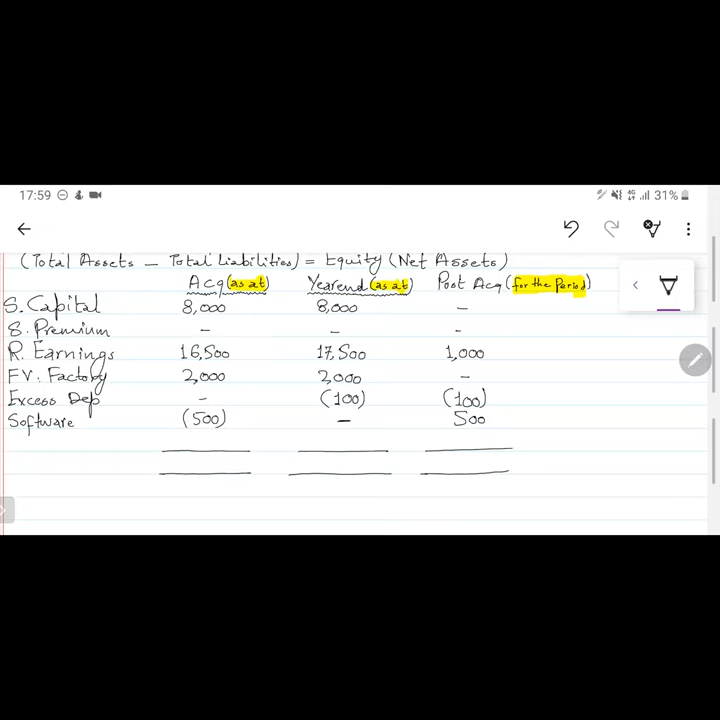 17:59 4G 31%
(Total Assets — Total Liabilities) = Equity (Net Assets)
Acq (as at) Yearend (as at) Post Acq (for the Period)
S. Capital 8,000 8,000 —
S. Premium — — —
R. Earnings 16,500 17,500 1,000
FV. Factory 2,000 2000 —
Excess Dep — (100) (100)
Software (500) — 500